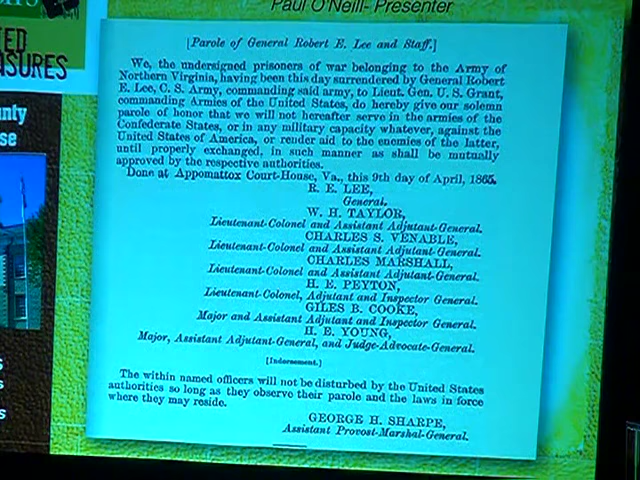 Paul O'Neill- Presenter
TED
SURES
nty
se
[Parole of General Robert E. Lee and Staff.]
We, the undersigned prisoners of war belonging to the Army of
Northern Virginia, having been this day surrendered by General Robert
E. Lee, C. S. Army, commanding said army, to Lieut. Gen. U. S. Grant,
commanding Armies of the United States, do hereby give our solemn
parole of honor that we will not hereafter serve in the armies of the
Confederate States, or in any military capacity whatever, against the
United States of America, or render aid to the enemies of the latter,
until properly exchanged, in such manner as shall be mutually
approved by the respective authorities.
Done at Appomattox Court-House, Va., this 9th day of April, 1865.
R. E. LEE,
General.
W. H. TAYLOR,
Lieutenant-Colonel and Assistant Adjutant-General.
CHARLES S. VENABLE,
Lieutenant-Colonel and Assistant Adjutant-General.
CHARLES MARSHALL,
Lieutenant-Colonel and Assistant Adjutant-General.
H. E. PEYTON,
Lieutenant-Colonel, Adjutant and Inspector General.
GILES B. COOKE,
Major and Assistant Adjutant and Inspector General.
H. E. YOUNG,
Major, Assistant Adjutant-General, and Judge-Advocate-General.
[Indorsement.]
The within named officers will not be disturbed by the United States
authorities so long as they observe their parole and the laws in force
where they may reside.
GEORGE H. SHARPE,
Assistant Provost-Marshal-General.